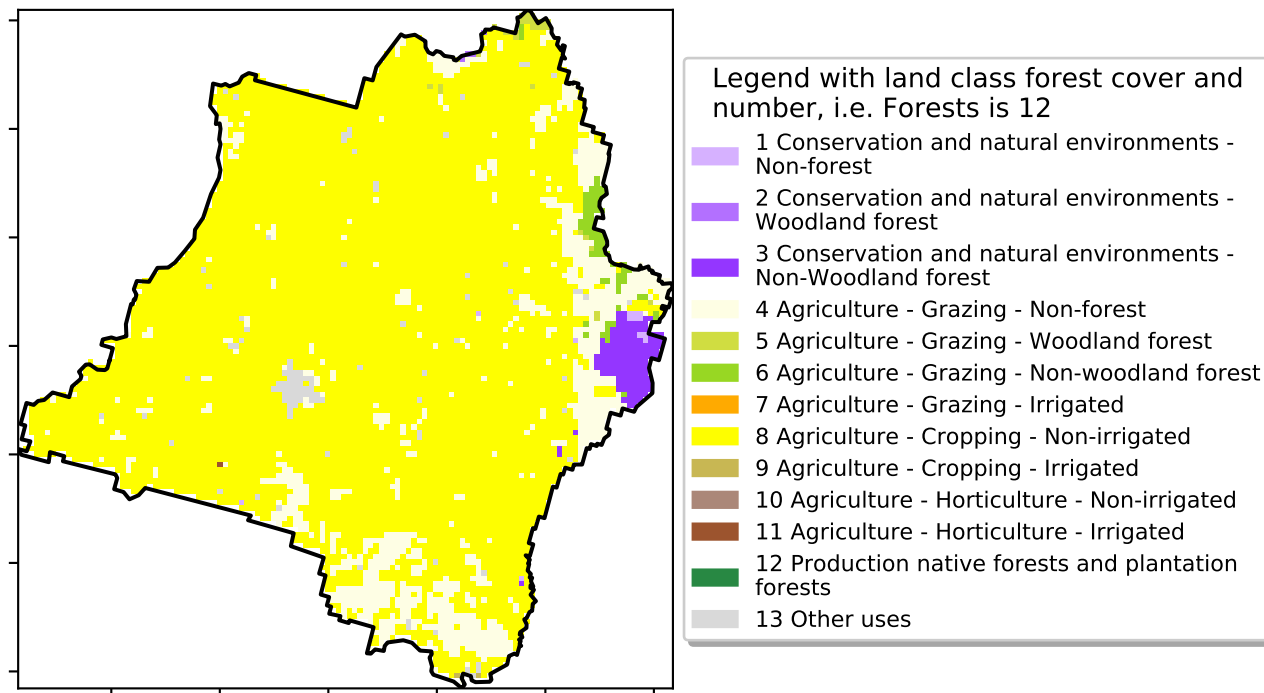 Legend with land class forest cover and
number, i.e. Forests is 12
1 Conservation and natural environments -
Non-forest
2 Conservation and natural environments -
Woodland forest
3 Conservation and natural environments -
Non-Woodland forest
4 Agriculture - Grazing - Non-forest
5 Agriculture - Grazing - Woodland forest
6 Agriculture - Grazing - Non-woodland forest
7 Agriculture - Grazing - Irrigated
8 Agriculture - Cropping - Non-irrigated
9 Agriculture - Cropping - Irrigated
10 Agriculture - Horticulture - Non-irrigated
11 Agriculture - Horticulture - Irrigated
12 Production native forests and plantation
forests
13 Other uses